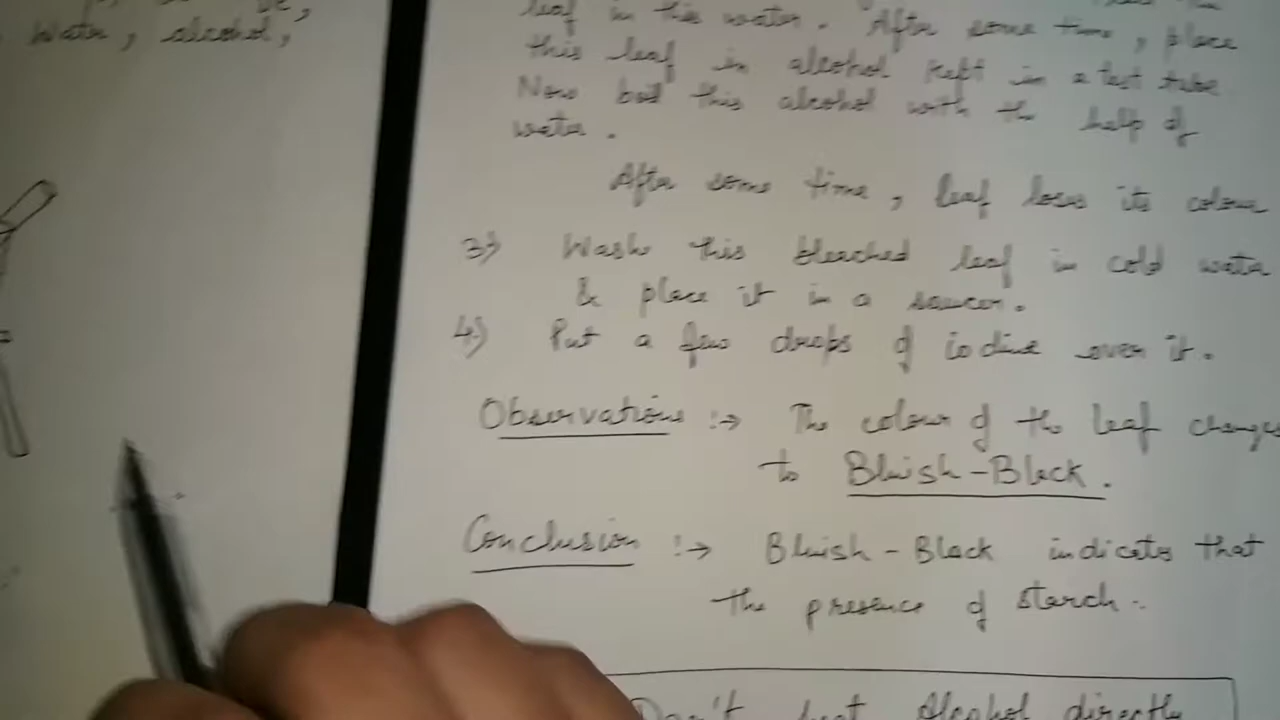 Water, alcohol,
leaf in this water. After some time, place
this leaf in alcohol kept in a test tube
Now boil this alcohol with the help of
water.
After some time, leaf loses its colour
3) Wash this bleached leaf in cold water
& place it in a saucer.
4) Put a few drops of iodine over it.
Observations :→ The colour of the leaf changes
to Bluish-Black.
Conclusion :→ Bluish-Black indicates that
the presence of starch.
Don't heat Alcohol directly